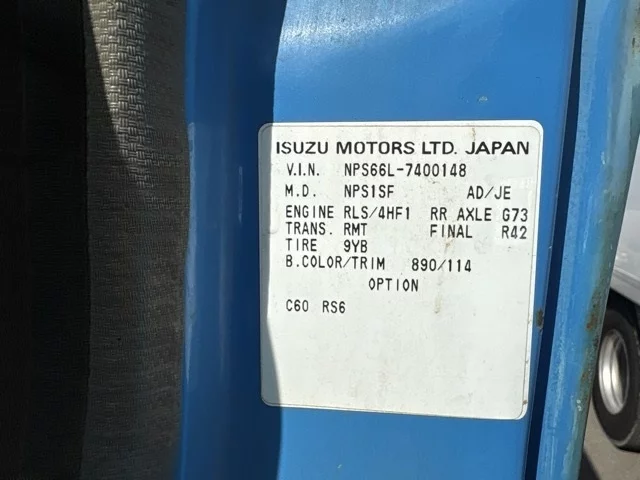 ISUZU MOTORS LTD. JAPAN
V.I.N. NPS66L-7400148
M.D. NPS1SF AD/JE
ENGINE RLS/4HF1 RR AXLE G73
TRANS. RMT FINAL R42
TIRE 9YB
B.COLOR/TRIM 890/114
OPTION
C60 RS6